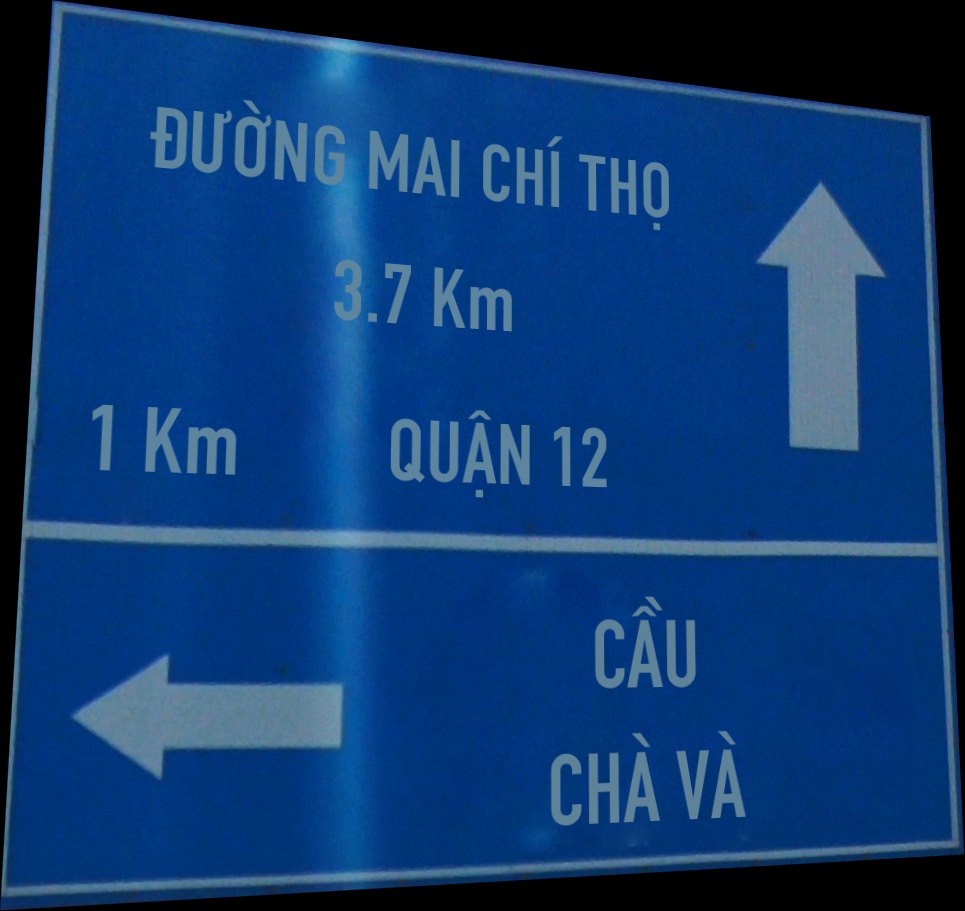 ĐƯỜNG MAI CHÍ THỌ
3.7 Km
1 Km QUẬN 12
CẦU
CHÀ VÀ